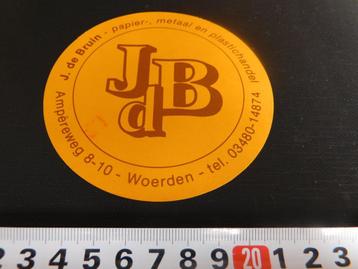 J. de Bruin - papier-, metaal en plastichandel
JdB
Ampèreweg 8-10 - Woerden - tel. 03480-14874
2 3 4 5 6 7 8 9 20 1 2 3